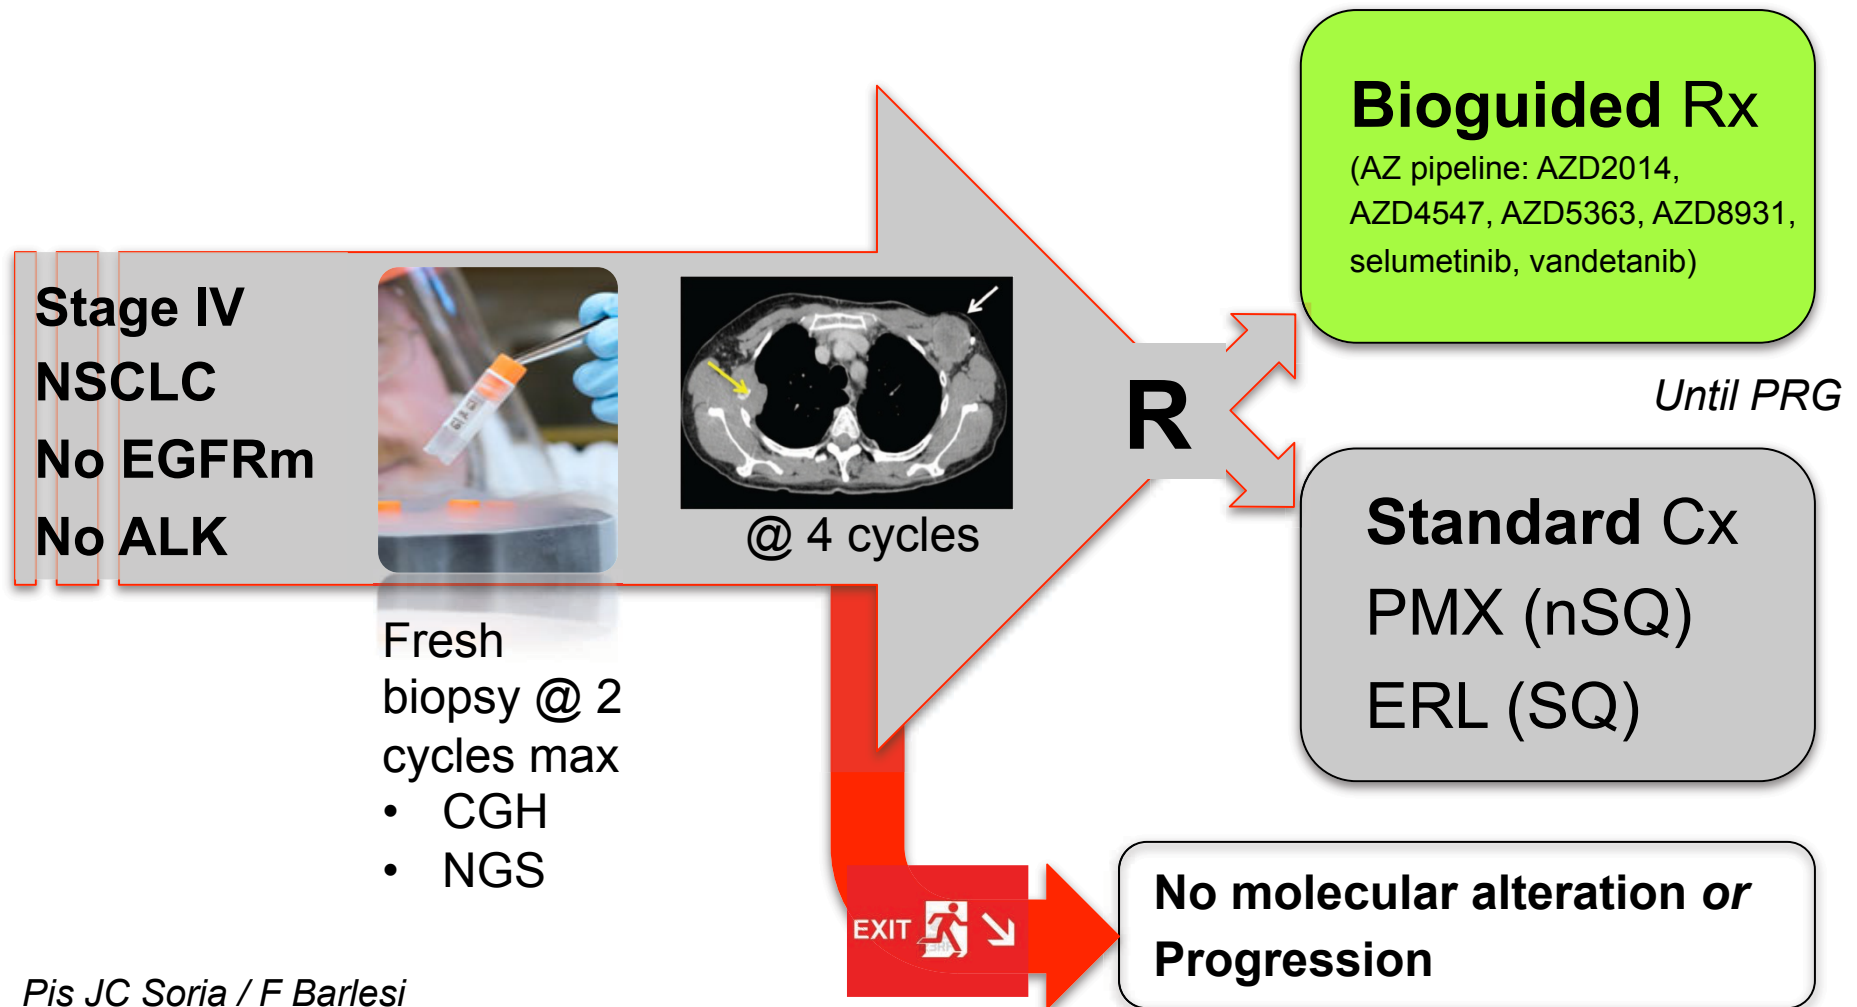 Stage IV
NSCLC
No EGFRm
No ALK
Fresh
biopsy @ 2
cycles max
• CGH
• NGS
@ 4 cycles
R
Bioguided Rx
(AZ pipeline: AZD2014,
AZD4547, AZD5363, AZD8931,
selumetinib, vandetanib)
Until PRG
Standard Cx
PMX (nSQ)
ERL (SQ)
EXIT
No molecular alteration or
Progression
Pis JC Soria / F Barlesi